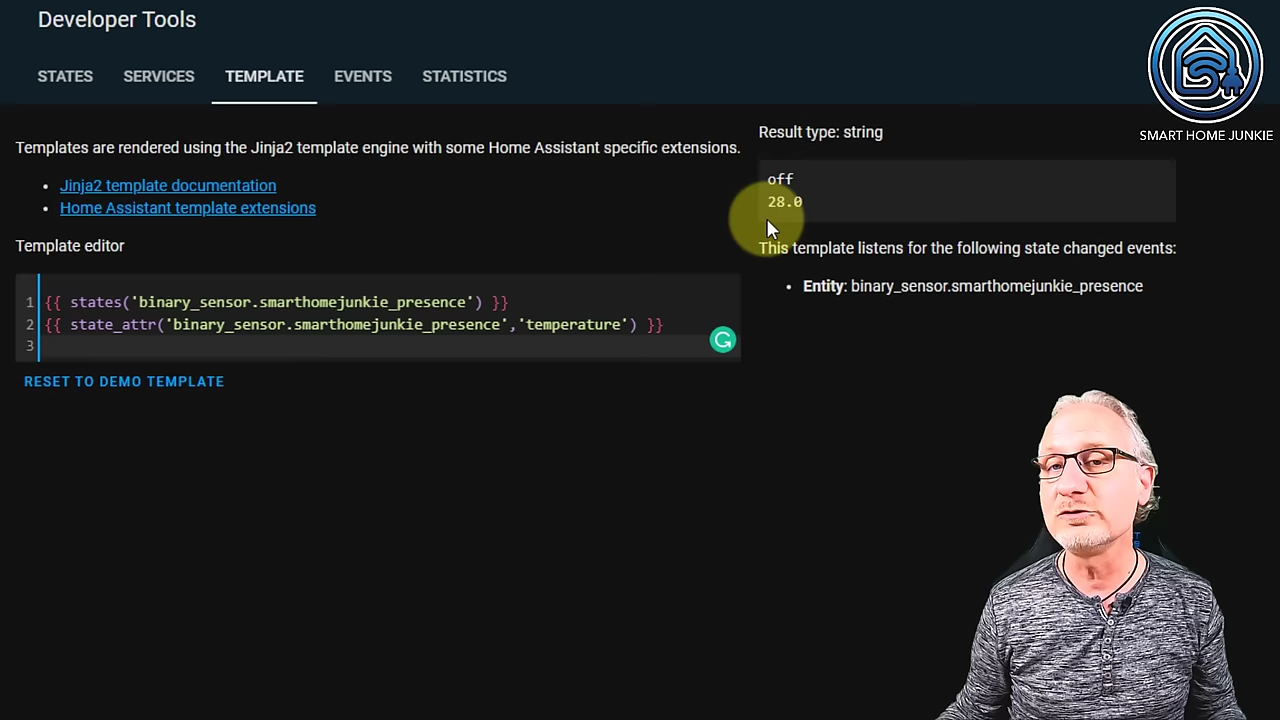 Developer Tools
STATES
SERVICES
TEMPLATE
EVENTS
STATISTICS
SMART HOME JUNKIE
Templates are rendered using the Jinja2 template engine with some Home Assistant specific extensions.
• Jinja2 template documentation
• Home Assistant template extensions
Template editor
1 {{ states('binary_sensor.smarthomejunkie_presence') }}
2 {{ state_attr('binary_sensor.smarthomejunkie_presence','temperature') }}
3
RESET TO DEMO TEMPLATE
Result type: string
off
28.0
This template listens for the following state changed events:
• Entity: binary_sensor.smarthomejunkie_presence